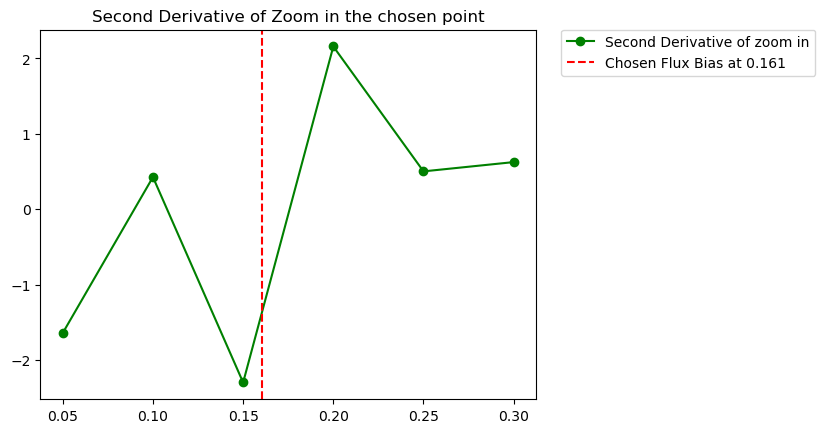 Second Derivative of Zoom in the chosen point
Second Derivative of zoom in
Chosen Flux Bias at 0.161
2
1
0
−1
−2
0.05 0.10 0.15 0.20 0.25 0.30